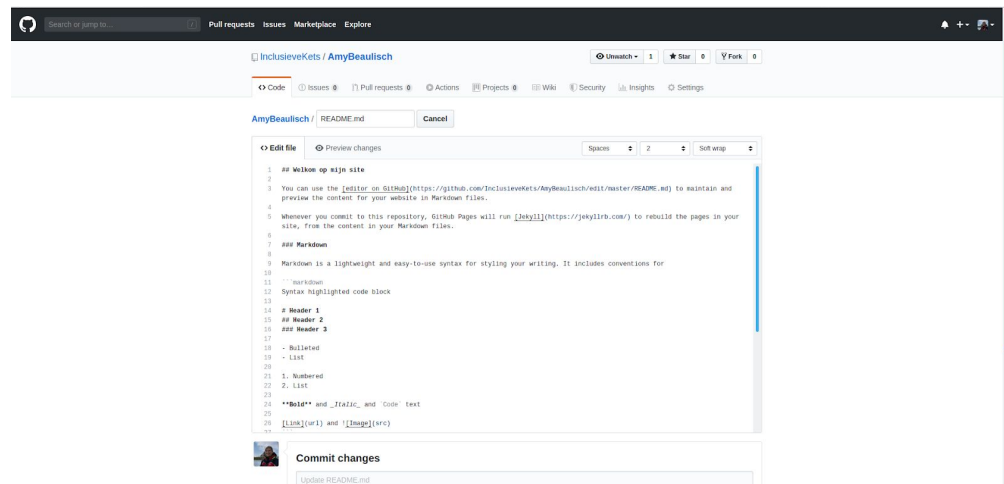 Search or jump to... /
Pull requests Issues Marketplace Explore
InclusieveKets / AmyBeaulisch
Unwatch 1 Star 0 Fork 0
Code Issues 0 Pull requests 0 Actions Projects 0 Wiki Security Insights Settings
AmyBeaulisch / README.md Cancel
Edit file Preview changes Spaces 2 Soft wrap
1 ## Welkom op mijn site
2
3 You can use the [editor on GitHub](https://github.com/InclusieveKets/AmyBeaulisch/edit/master/README.md) to maintain and
preview the content for your website in Markdown files.
4
5 Whenever you commit to this repository, GitHub Pages will run [Jekyll](https://jekyllrb.com/) to rebuild the pages in your
site, from the content in your Markdown files.
6
7 ### Markdown
8
9 Markdown is a lightweight and easy-to-use syntax for styling your writing. It includes conventions for
10
11 ```markdown
12 Syntax highlighted code block
13
14 # Header 1
15 ## Header 2
16 ### Header 3
17
18 - Bulleted
19 - List
20
21 1. Numbered
22 2. List
23
24 **Bold** and _Italic_ and `Code` text
25
26 [Link](url) and ![Image](src)
27
Commit changes
Update README.md